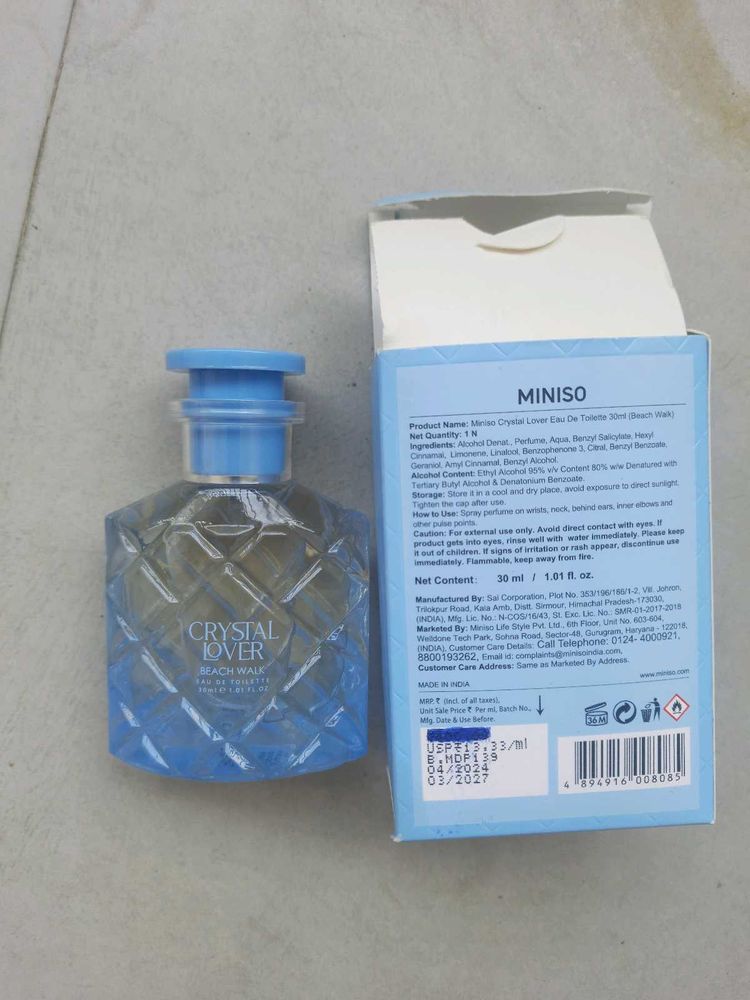 CRYSTAL
LOVER
BEACH WALK
EAU DE TOILETTE
30ml e 1.01 FL.OZ
MINISO
Product Name: Miniso Crystal Lover Eau De Toilette 30ml (Beach Walk)
Net Quantity: 1 N
Ingredients: Alcohol Denat., Perfume, Aqua, Benzyl Salicylate, Hexyl
Cinnamal, Limonene, Linalool, Benzophenone 3, Citral, Benzyl Benzoate,
Geraniol, Amyl Cinnamal, Benzyl Alcohol.
Alcohol Content: Ethyl Alcohol 95% v/v Content 80% w/w Denatured with
Tertiary Butyl Alcohol & Denatonium Benzoate.
Storage: Store it in a cool and dry place, avoid exposure to direct sunlight.
Tighten the cap after use.
How to Use: Spray perfume on wrists, neck, behind ears, inner elbows and
other pulse points.
Caution: For external use only. Avoid direct contact with eyes. If
product gets into eyes, rinse well with water immediately. Please keep
it out of children. If signs of irritation or rash appear, discontinue use
immediately. Flammable, keep away from fire.
Net Content: 30 ml / 1.01 fl. oz.
Manufactured By: Sai Corporation, Plot No. 353/196/186/1-2, Vill. Johron,
Trilokpur Road, Kala Amb, Distt. Sirmour, Himachal Pradesh-173030,
(INDIA), Mfg. Lic. No.: N-COS/16/43, St. Exc. Lic. No.: SMR-01-2017-2018
Marketed By: Miniso Life Style Pvt. Ltd., 6th Floor, Unit No. 603-604,
Welldone Tech Park, Sohna Road, Sector-48, Gurugram, Haryana - 122018,
(INDIA), Customer Care Details: Call Telephone: 0124- 4000921,
8800193262, Email id: complaints@minisoindia.com,
Customer Care Address: Same as Marketed By Address.
www.miniso.com
MADE IN INDIA
MRP. ₹ (Incl. of all taxes),
Unit Sale Price ₹ Per ml, Batch No.,
Mfg. Date & Use Before.
36M
USP₹13.33/ml
B.MDP139
04/2024
03/2027
4 894916 008085